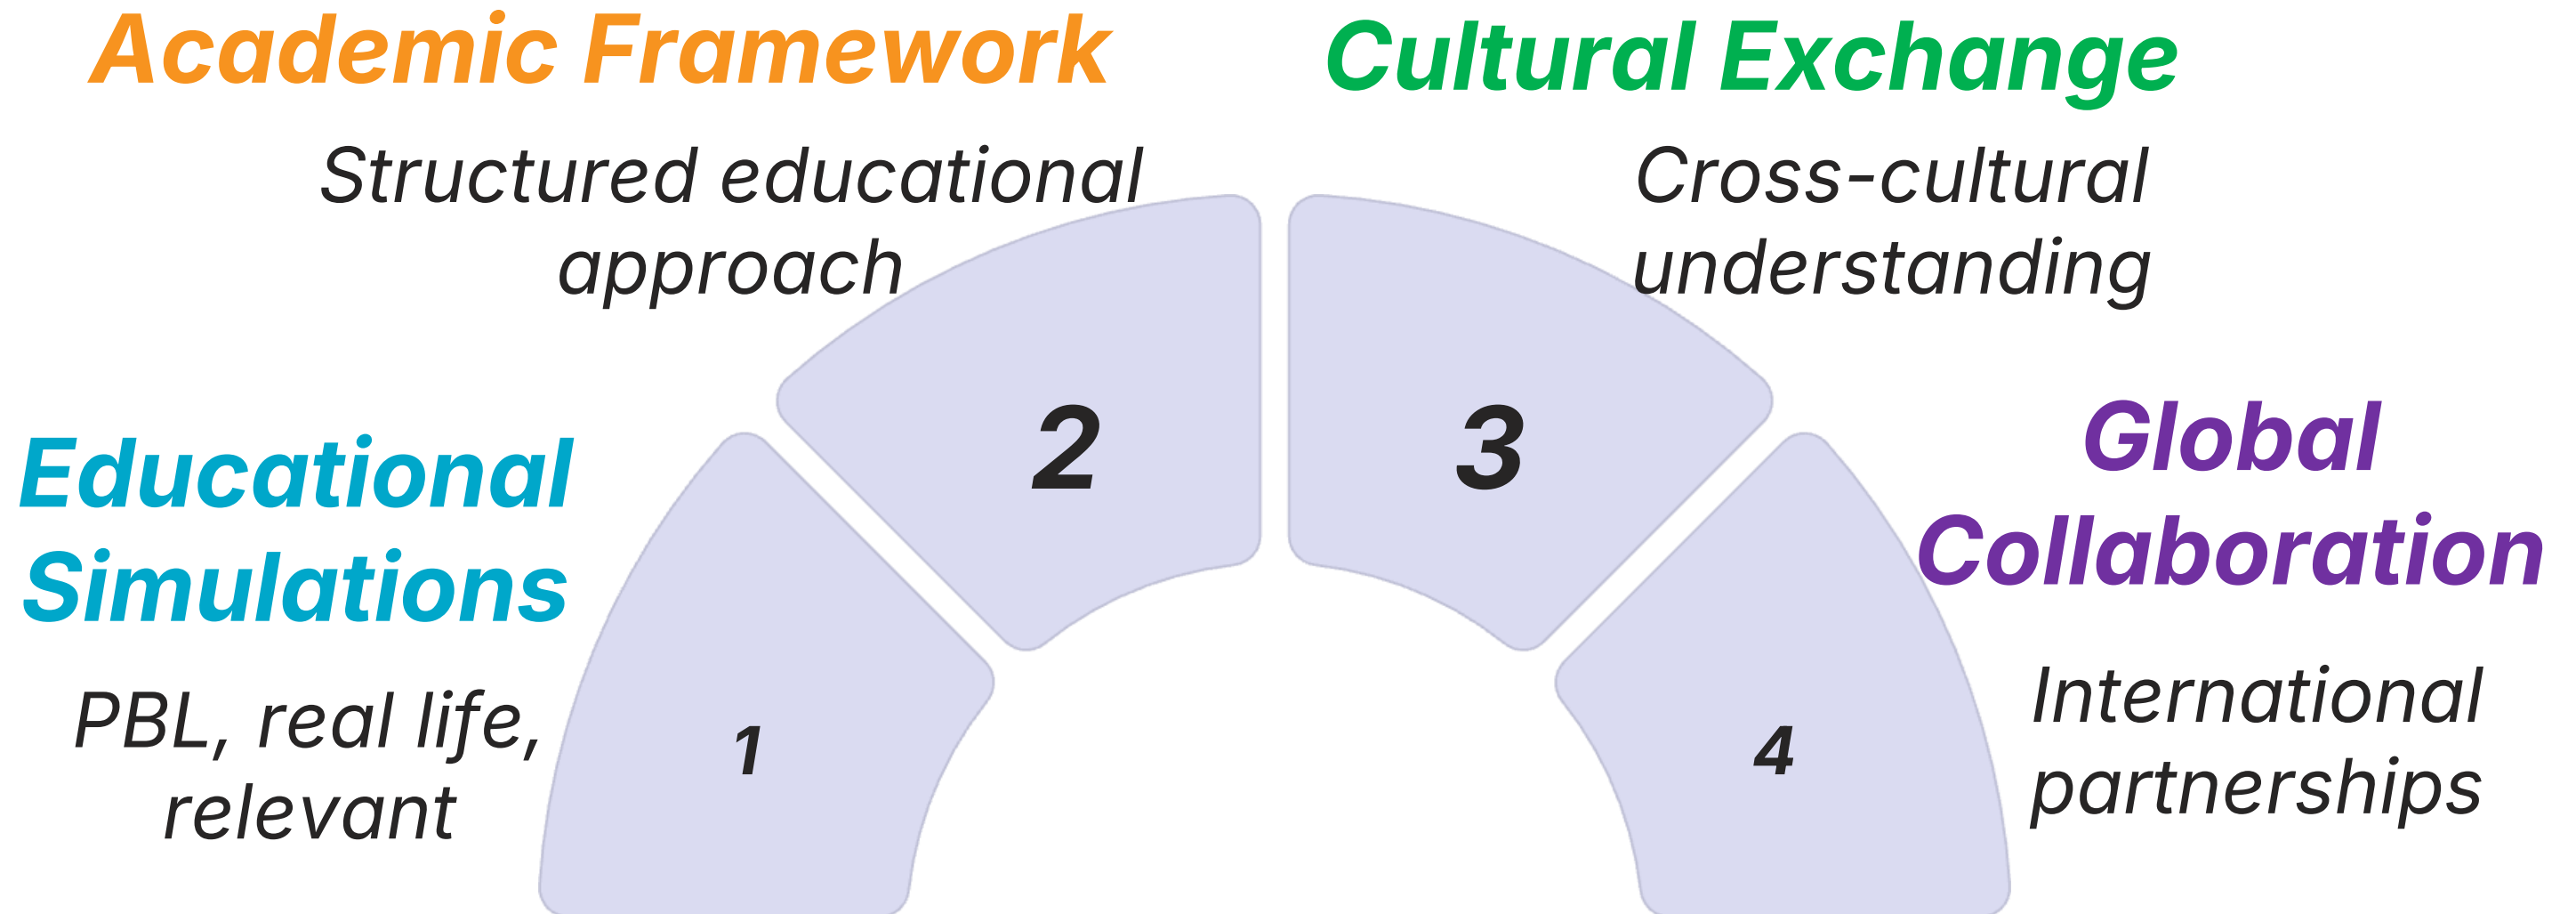 Academic Framework
Structured educational
approach
Cultural Exchange
Cross-cultural
understanding
2
3
Educational
Simulations
PBL, real life,
relevant
1
Global
Collaboration
International
partnerships
4